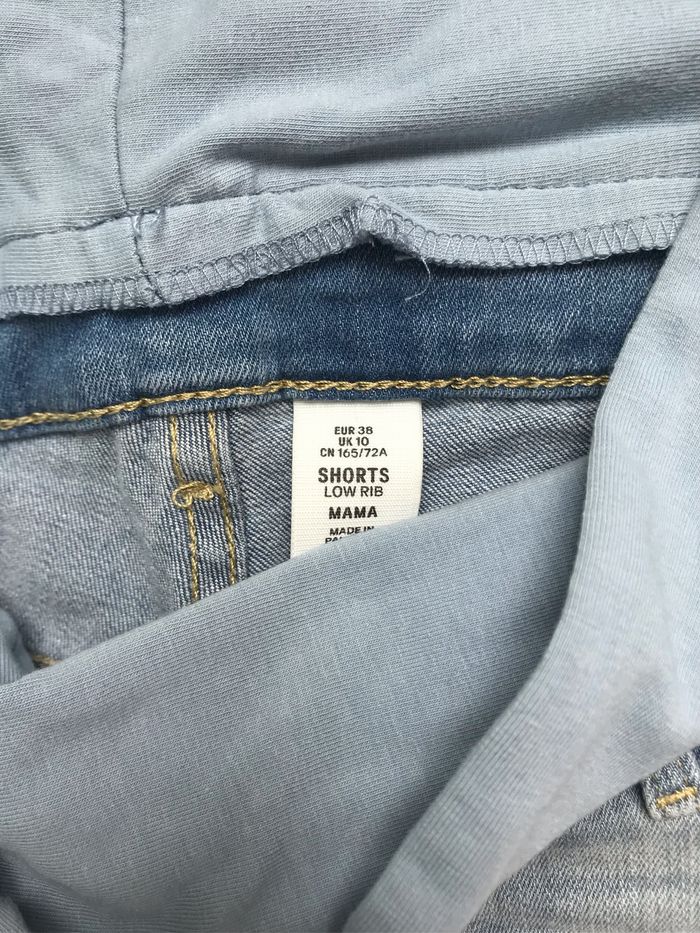 EUR 38
UK 10
CN 165/72A
SHORTS
LOW RIB
MAMA
MADE IN